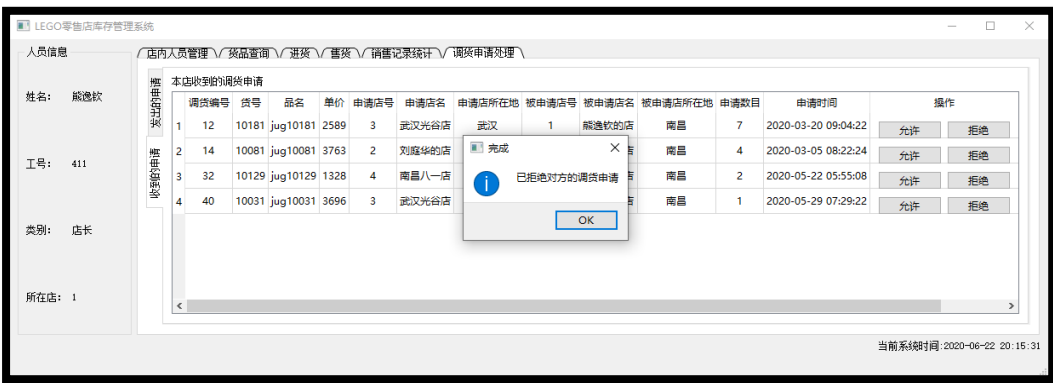 LEGO零售店库存管理系统
人员信息
店内人员管理 货品查询 进货 售货 销售记录统计 调货申请处理
姓名: 熊逸钦
工号: 411
类别: 店长
所在店: 1
发出的申请
收到的申请
本店收到的调货申请
调货编号 货号 品名 单价 申请店号 申请店名 申请店所在地 被申请店号 被申请店名 被申请店所在地 申请数目 申请时间 操作
1 12 10181 jug10181 2589 3 武汉光谷店 武汉 1 熊逸钦的店 南昌 7 2020-03-20 09:04:22 允许 拒绝
2 14 10081 jug10081 3763 2 刘庭华的店 南昌 4 2020-03-05 08:22:24 允许 拒绝
3 32 10129 jug10129 1328 4 南昌八一店 南昌 2 2020-05-22 05:55:08 允许 拒绝
4 40 10031 jug10031 3696 3 武汉光谷店 南昌 1 2020-05-29 07:29:22 允许 拒绝
完成
已拒绝对方的调货申请
OK
当前系统时间:2020-06-22 20:15:31